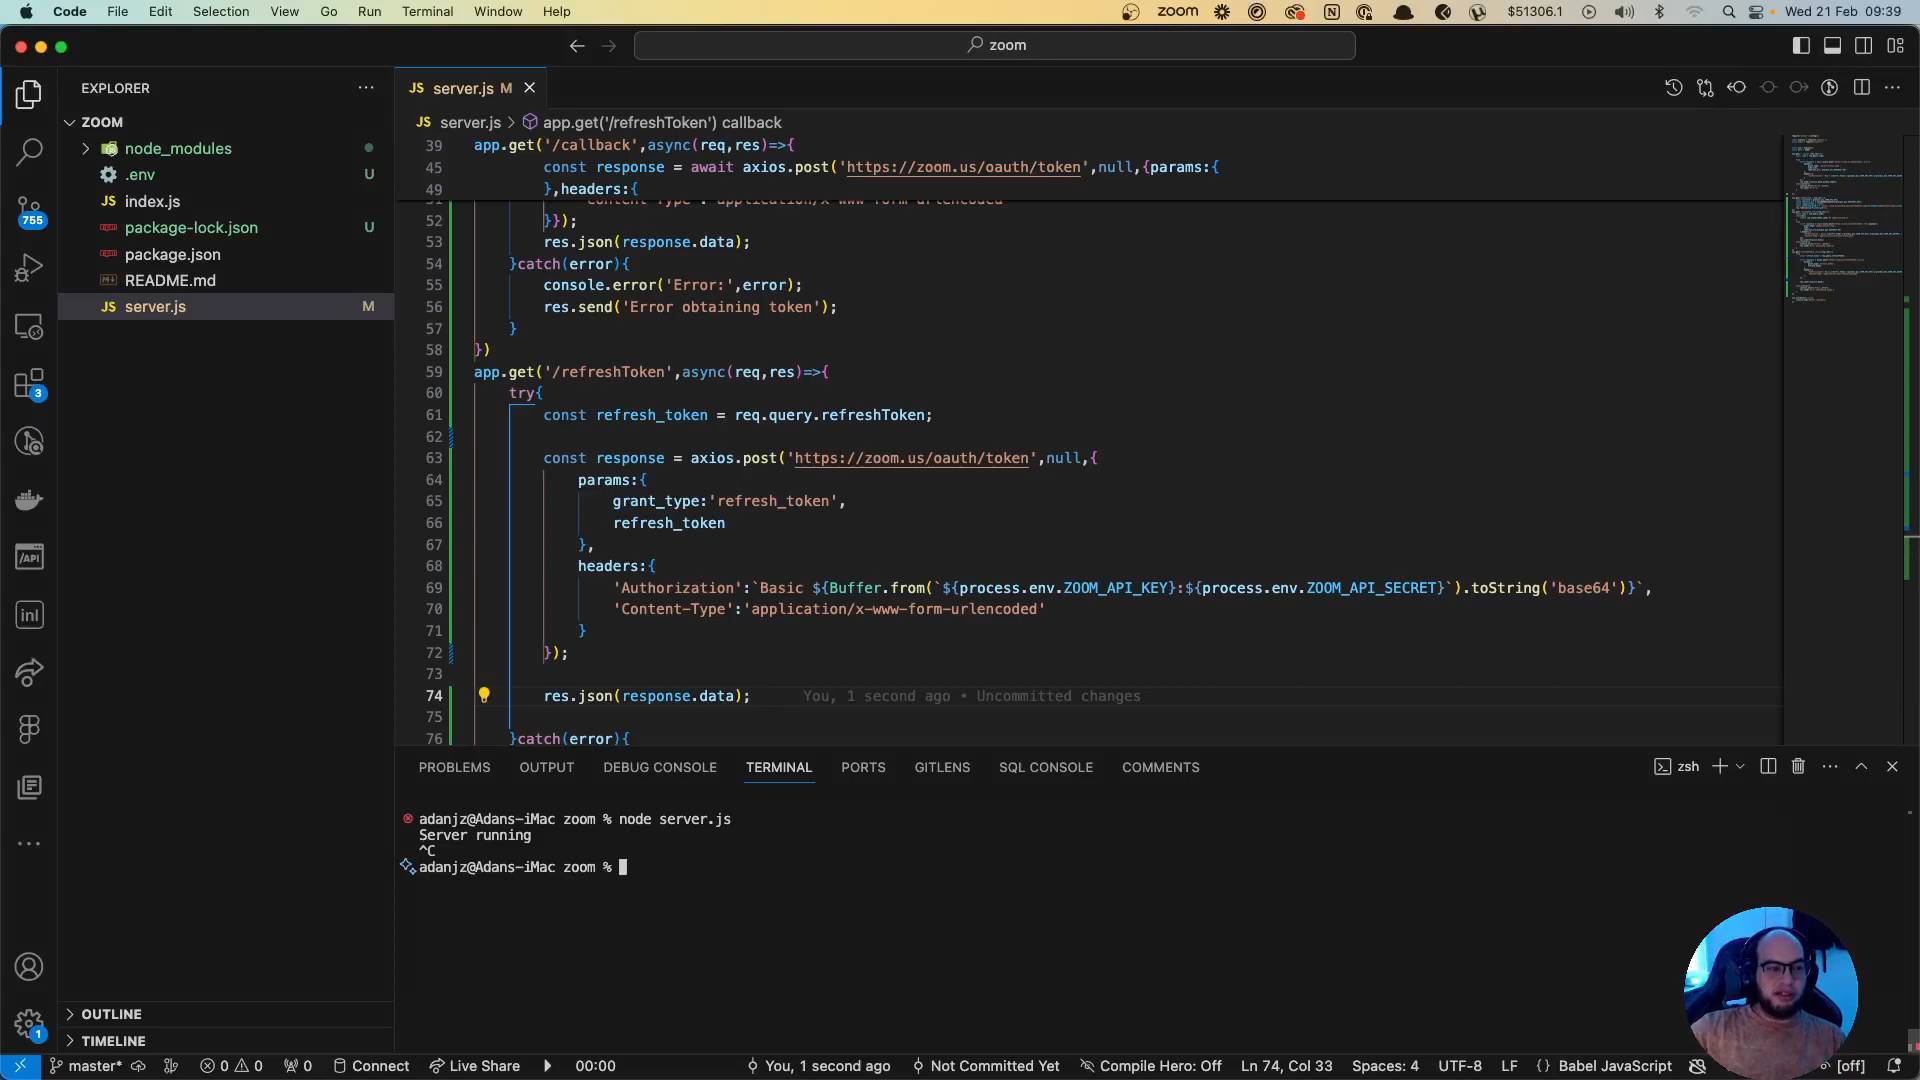 Code File Edit Selection View Go Run Terminal Window Help zoom $51306.1 Wed 21 Feb 09:39
zoom
EXPLORER
JS server.js M
ZOOM
JS server.js > app.get('/refreshToken') callback
node_modules
.env U
JS index.js
package-lock.json U
package.json
README.md
JS server.js M
755
3
/API
inl
1
39 app.get('/callback',async(req,res)=>{
45 const response = await axios.post('https://zoom.us/oauth/token',null,{params:{
49 },headers:{
52 }});
53 res.json(response.data);
54 }catch(error){
55 console.error('Error:',error);
56 res.send('Error obtaining token');
57 }
58 })
59 app.get('/refreshToken',async(req,res)=>{
60 try{
61 const refresh_token = req.query.refreshToken;
62
63 const response = axios.post('https://zoom.us/oauth/token',null,{
64 params:{
65 grant_type:'refresh_token',
66 refresh_token
67 },
68 headers:{
69 'Authorization':`Basic ${Buffer.from(`${process.env.ZOOM_API_KEY}:${process.env.ZOOM_API_SECRET}`).toString('base64')}`,
70 'Content-Type':'application/x-www-form-urlencoded'
71 }
72 });
73
74 res.json(response.data); You, 1 second ago • Uncommitted changes
75
76 }catch(error){
PROBLEMS OUTPUT DEBUG CONSOLE TERMINAL PORTS GITLENS SQL CONSOLE COMMENTS zsh
adanjz@Adans-iMac zoom % node server.js
Server running
^C
adanjz@Adans-iMac zoom %
OUTLINE
TIMELINE
master* 0 0 0 Connect Live Share 00:00 You, 1 second ago Not Committed Yet Compile Hero: Off Ln 74, Col 33 Spaces: 4 UTF-8 LF {} Babel JavaScript [off]